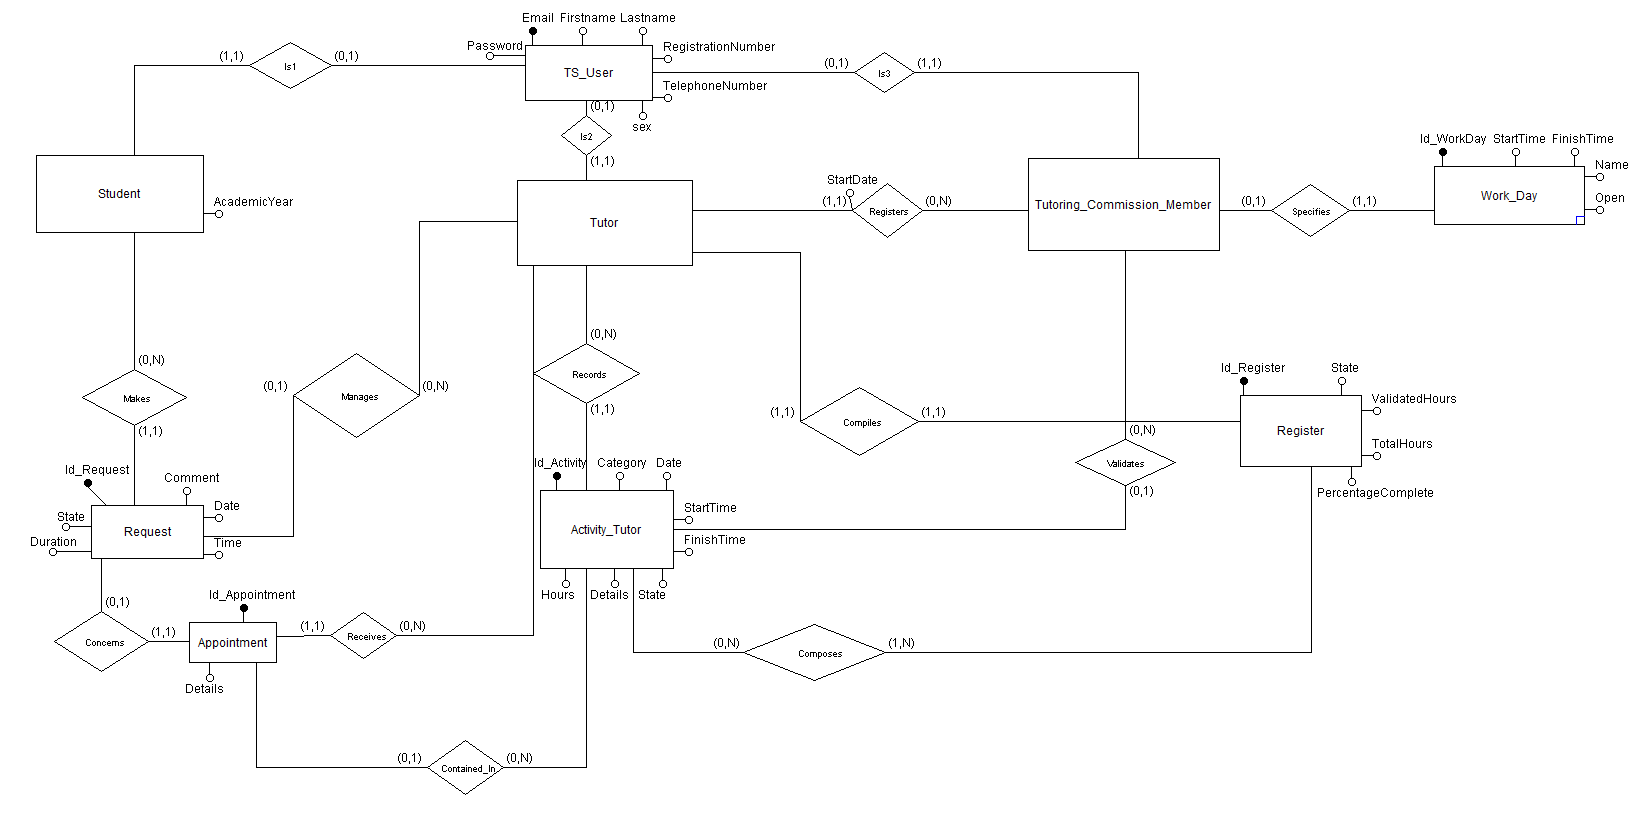 Email Firstname Lastname
Password
RegistrationNumber
TS_User
TelephoneNumber
sex
(1,1) Is1 (0,1)
(0,1) Is3 (1,1)
(0,1)
Is2
(1,1)
Id_WorkDay StartTime FinishTime
Name
Work_Day
Open
Student
AcademicYear
Tutor
StartDate
(1,1) Registers (0,N)
Tutoring_Commission_Member
(0,1) Specifies (1,1)
(0,N)
Makes
(1,1)
(0,1) Manages (0,N)
(0,N)
Records
(1,1)
(1,1) Compiles (1,1)
Id_Register State
ValidatedHours
Register
TotalHours
PercentageComplete
(0,N)
Validates
(0,1)
Id_Request Comment
State
Date
Request
Duration
Time
Id_Activity Category Date
StartTime
Activity_Tutor
FinishTime
Hours Details State
(0,1)
Concerns (1,1)
Id_Appointment
Appointment
Details
(1,1) Receives (0,N)
(0,N) Composes (1,N)
(0,1) Contained_In (0,N)